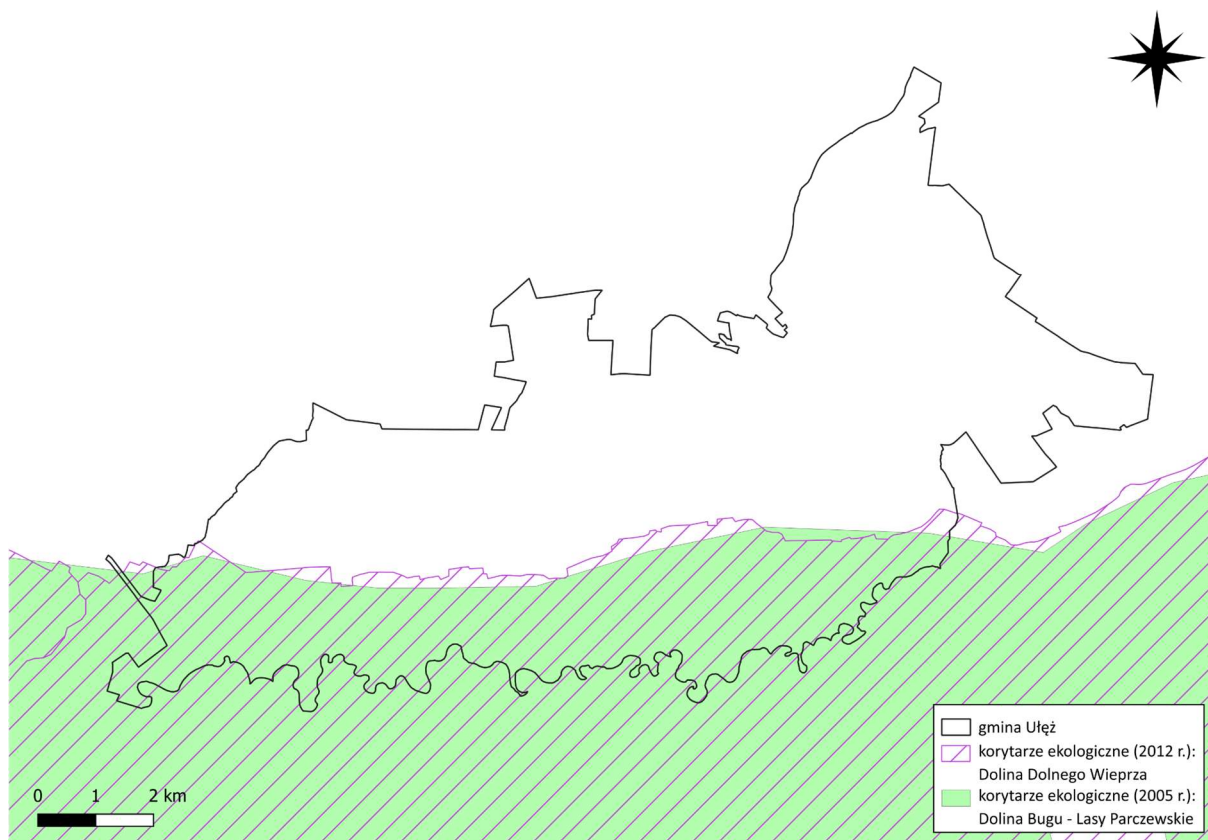 gmina Ułęż
korytarze ekologiczne (2012 r.):
Dolina Dolnego Wieprza
korytarze ekologiczne (2005 r.):
Dolina Bugu - Lasy Parczewskie
0 1 2 km